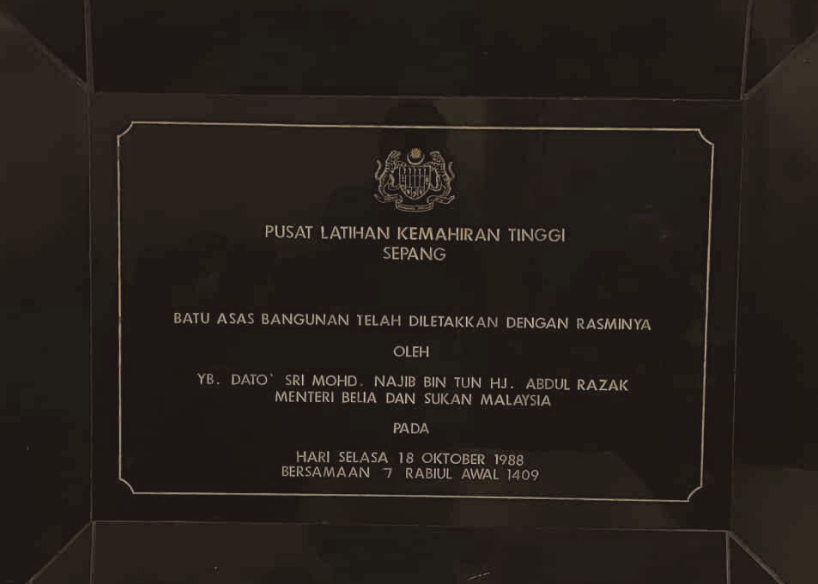 PUSAT LATIHAN KEMAHIRAN TINGGI
SEPANG
BATU ASAS BANGUNAN TELAH DILETAKKAN DENGAN RASMINYA
OLEH
YB. DATO' SRI MOHD. NAJIB BIN TUN HJ. ABDUL RAZAK
MENTERI BELIA DAN SUKAN MALAYSIA
PADA
HARI SELASA 18 OKTOBER 1988
BERSAMAAN 7 RABIUL AWAL 1409